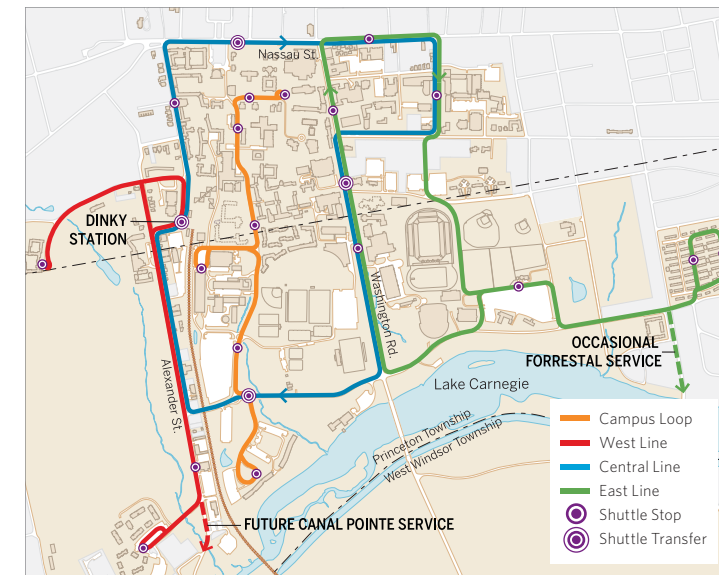 Nassau St.
DINKY
STATION
Washington Rd.
Alexander St.
OCCASIONAL
FORRESTAL SERVICE
Lake Carnegie
Princeton Township
West Windsor Township
FUTURE CANAL POINTE SERVICE
Campus Loop
West Line
Central Line
East Line
Shuttle Stop
Shuttle Transfer